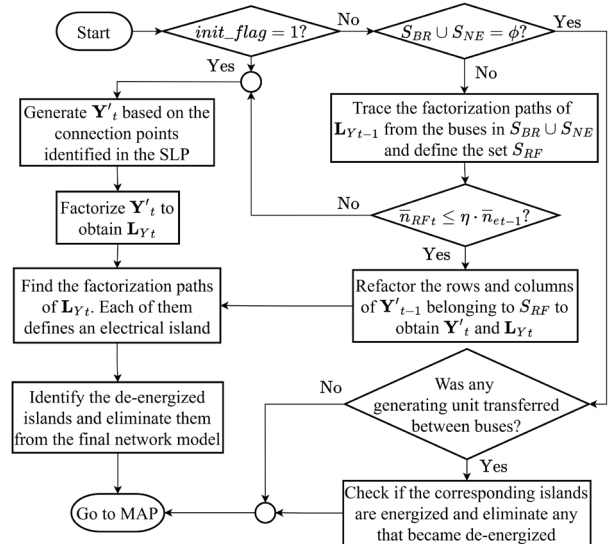 Start
init_flag = 1?
No
S_BR ∪ S_NE = ϕ?
Yes
Yes
No
Generate Y′_t based on the
connection points
identified in the SLP
Trace the factorization paths of
L_Yt−1 from the buses in S_BR ∪ S_NE
and define the set S_RF
Factorize Y′_t to
obtain L_Yt
No
n̅_RFt ≤ η · n̅_et−1?
Yes
Find the factorization paths
of L_Yt. Each of them
defines an electrical island
Refactor the rows and columns
of Y′_t−1 belonging to S_RF to
obtain Y′_t and L_Yt
Identify the de-energized
islands and eliminate them
from the final network model
No
Was any
generating unit transferred
between buses?
Yes
Go to MAP
Check if the corresponding islands
are energized and eliminate any
that became de-energized